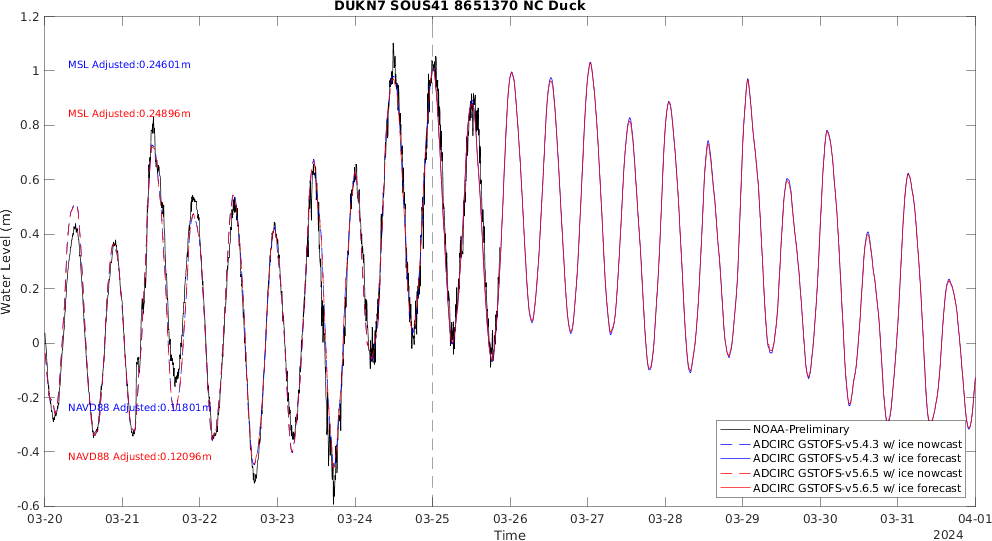 DUKN7 SOUS41 8651370 NC Duck
1.2
1
0.8
0.6
0.4
0.2
0
-0.2
-0.4
-0.6
Water Level (m)
MSL Adjusted:0.24601m
MSL Adjusted:0.24896m
NAVD88 Adjusted:0.11801m
NAVD88 Adjusted:0.12096m
NOAA-Preliminary
ADCIRC GSTOFS-v5.4.3 w/ ice nowcast
ADCIRC GSTOFS-v5.4.3 w/ ice forecast
ADCIRC GSTOFS-v5.6.5 w/ ice nowcast
ADCIRC GSTOFS-v5.6.5 w/ ice forecast
03-20 03-21 03-22 03-23 03-24 03-25 03-26 03-27 03-28 03-29 03-30 03-31 04-01
Time
2024